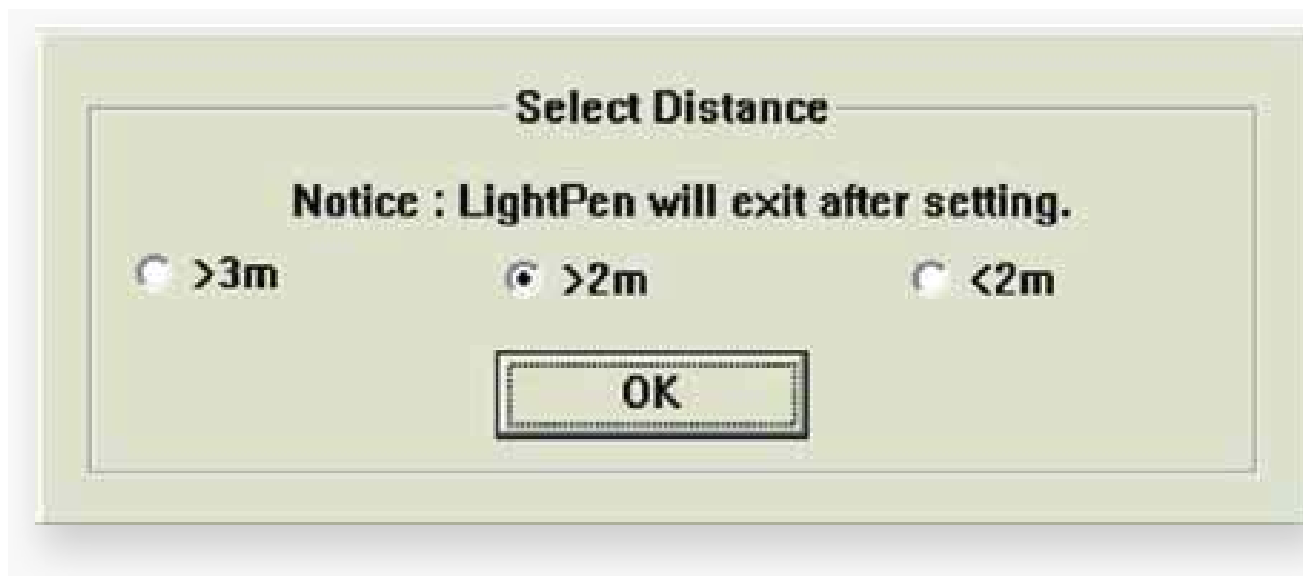 Select Distance
Notice : LightPen will exit after setting.
>3m >2m <2m
OK